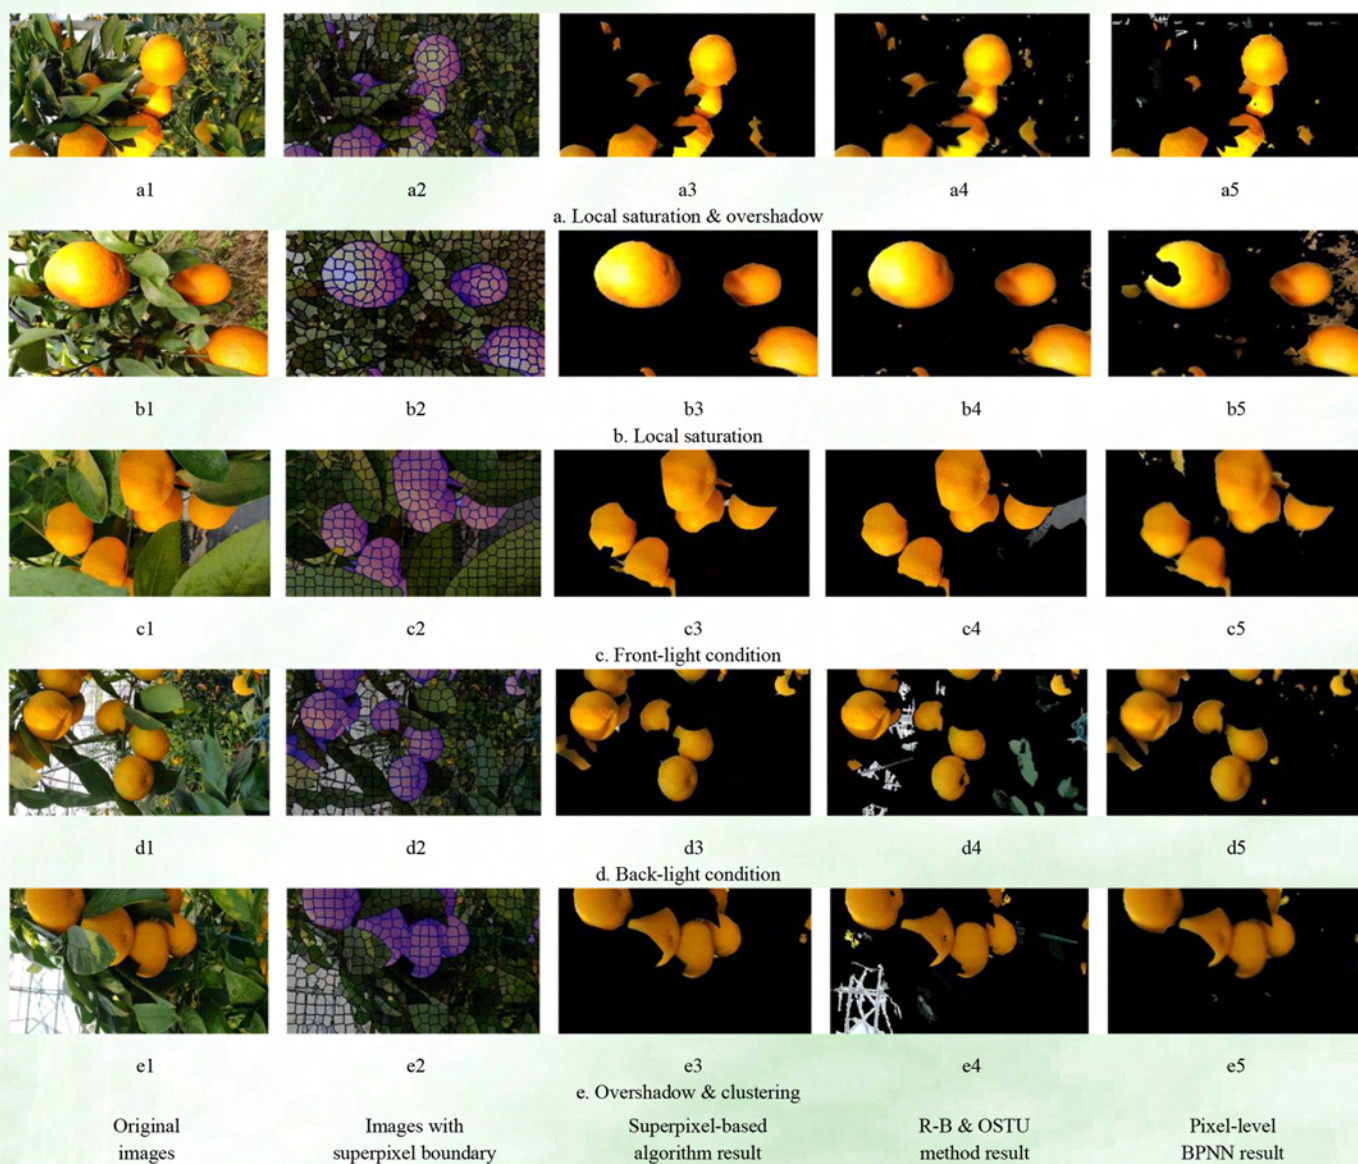 a1 a2 a3 a4 a5
a. Local saturation & overshadow
b1 b2 b3 b4 b5
b. Local saturation
c1 c2 c3 c4 c5
c. Front-light condition
d1 d2 d3 d4 d5
d. Back-light condition
e1 e2 e3 e4 e5
e. Overshadow & clustering
Original
images
Images with
superpixel boundary
Superpixel-based
algorithm result
R-B & OSTU
method result
Pixel-level
BPNN result